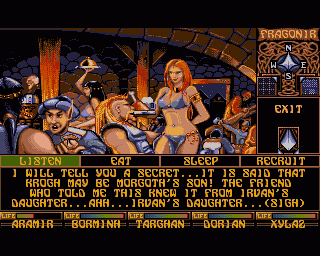 FRAGONIR
N
W E
S
EXIT
LISTEN EAT SLEEP RECRUIT
I WILL TELL YOU A SECRET...IT IS SAID THAT
KROGH MAY BE MORGOTH'S SON! THE FRIEND
WHO TOLD ME THIS KNEW IT FROM IRVAN'S
DAUGHTER...AHH...IRVAN'S DAUGHTER...(SIGH)
LIFE LIFE LIFE LIFE LIFE
ARAMIR BORMINH TARGHAN DORIAN XYLAZ